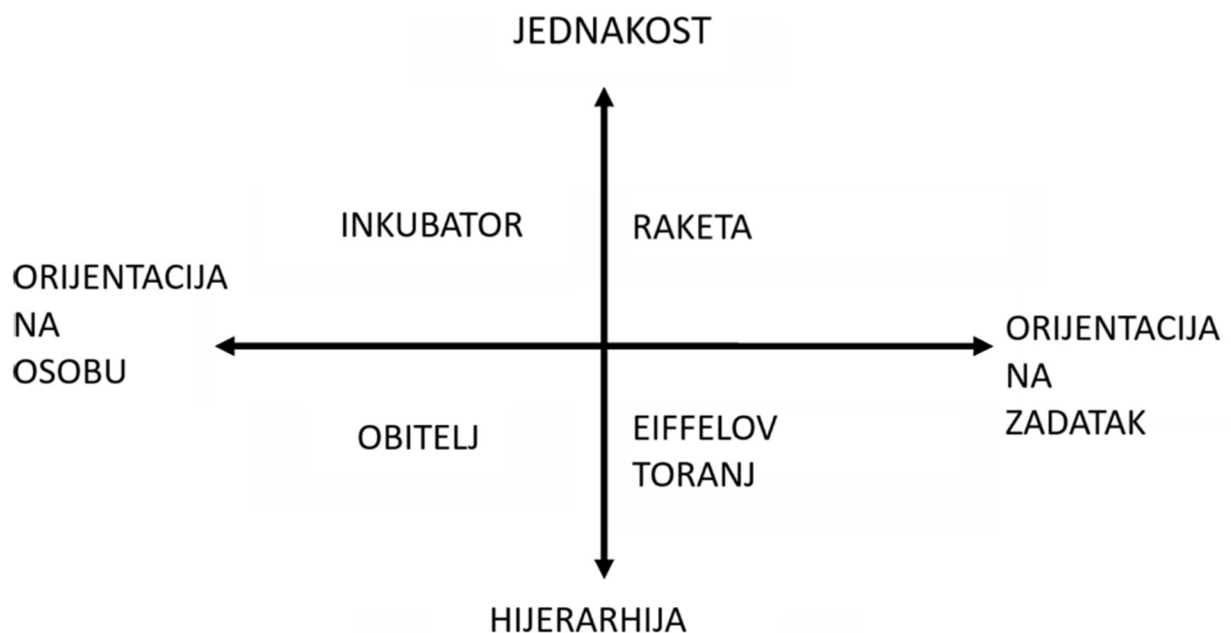 JEDNAKOST
INKUBATOR
RAKETA
ORIJENTACIJA
NA
OSOBU
ORIJENTACIJA
NA
ZADATAK
OBITELJ
EIFFELOV
TORANJ
HIJERARHIJA